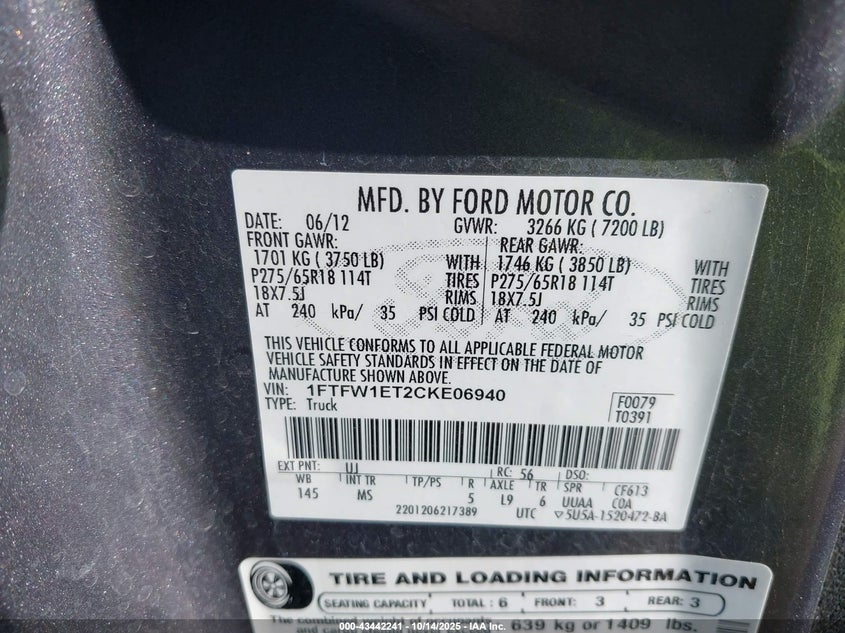 MFD. BY FORD MOTOR CO.
DATE: 06/12 GVWR: 3266 KG ( 7200 LB)
FRONT GAWR: REAR GAWR:
1701 KG ( 3750 LB) WITH 1746 KG ( 3850 LB) WITH
P275/65R18 114T TIRES P275/65R18 114T TIRES
18X7.5J RIMS 18X7.5J RIMS
AT 240 kPa/ 35 PSI COLD AT 240 kPa/ 35 PSI COLD
THIS VEHICLE CONFORMS TO ALL APPLICABLE FEDERAL MOTOR
VEHICLE SAFETY STANDARDS IN EFFECT ON THE DATE OF
MANUFACTURE SHOWN ABOVE.
VIN: 1FTFW1ET2CKE06940 F0079
TYPE: Truck T0391
EXT PNT: UJ RC: 56 DSO:
WB INT TR TP/PS R AXLE TR SPR CF613
145 MS 5 L9 6 UUAA COA
2201206217389 UTC ▽5U5A-1520472-BA
TIRE AND LOADING INFORMATION
SEATING CAPACITY TOTAL : 6 FRONT: 3 REAR: 3
The combined 639 kg or 1409 lbs.
000-43442241 - 10/14/2025 - IAA Inc.